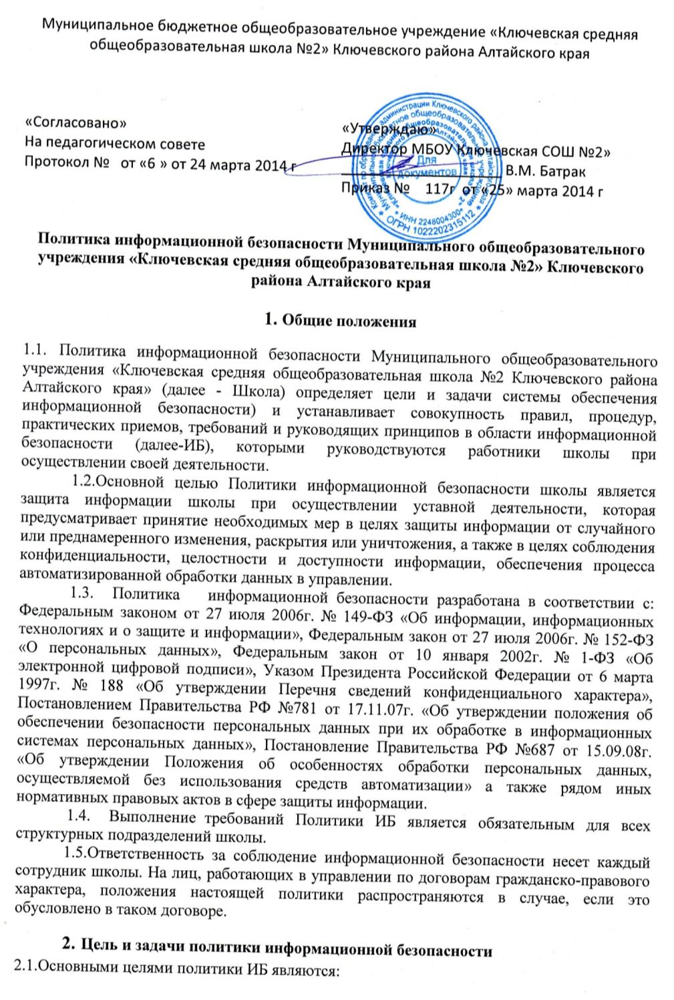 Муниципальное бюджетное общеобразовательное учреждение «Ключевская средняя
общеобразовательная школа №2» Ключевского района Алтайского края
«Согласовано»
На педагогическом совете
Протокол № от «6 » от 24 марта 2014 г
«Утверждаю»
Директор МБОУ Ключевская СОШ №2»
В.М. Батрак
Приказ № 117г от «25» марта 2014 г
Для
документов
ИНН 2248004300
ОГРН 1022202315112
Политика информационной безопасности Муниципального общеобразовательного
учреждения «Ключевская средняя общеобразовательная школа №2» Ключевского
района Алтайского края
1. Общие положения
1.1. Политика информационной безопасности Муниципального общеобразовательного
учреждения «Ключевская средняя общеобразовательная школа №2 Ключевского района
Алтайского края» (далее - Школа) определяет цели и задачи системы обеспечения
информационной безопасности) и устанавливает совокупность правил, процедур,
практических приемов, требований и руководящих принципов в области информационной
безопасности (далее-ИБ), которыми руководствуются работники школы при
осуществлении своей деятельности.
1.2.Основной целью Политики информационной безопасности школы является
защита информации школы при осуществлении уставной деятельности, которая
предусматривает принятие необходимых мер в целях защиты информации от случайного
или преднамеренного изменения, раскрытия или уничтожения, а также в целях соблюдения
конфиденциальности, целостности и доступности информации, обеспечения процесса
автоматизированной обработки данных в управлении.
1.3. Политика информационной безопасности разработана в соответствии с:
Федеральным законом от 27 июля 2006г. № 149-ФЗ «Об информации, информационных
технологиях и о защите и информации», Федеральным закон от 27 июля 2006г. № 152-ФЗ
«О персональных данных», Федеральным закон от 10 января 2002г. № 1-ФЗ «Об
электронной цифровой подписи», Указом Президента Российской Федерации от 6 марта
1997г. № 188 «Об утверждении Перечня сведений конфиденциального характера»,
Постановлением Правительства РФ №781 от 17.11.07г. «Об утверждении положения об
обеспечении безопасности персональных данных при их обработке в информационных
системах персональных данных», Постановление Правительства РФ №687 от 15.09.08г.
«Об утверждении Положения об особенностях обработки персональных данных,
осуществляемой без использования средств автоматизации» а также рядом иных
нормативных правовых актов в сфере защиты информации.
1.4. Выполнение требований Политики ИБ является обязательным для всех
структурных подразделений школы.
1.5.Ответственность за соблюдение информационной безопасности несет каждый
сотрудник школы. На лиц, работающих в управлении по договорам гражданско-правового
характера, положения настоящей политики распространяются в случае, если это
обусловлено в таком договоре.
2. Цель и задачи политики информационной безопасности
2.1.Основными целями политики ИБ являются: